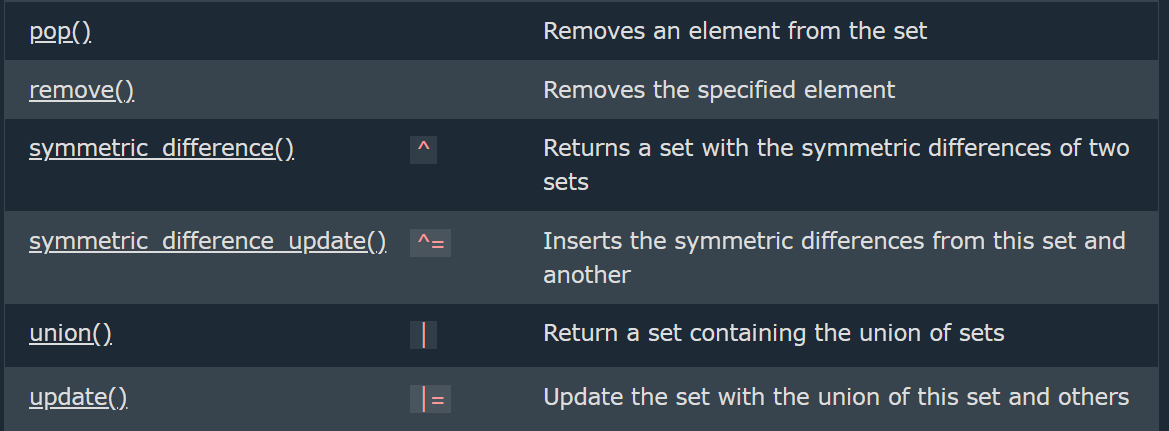 pop() Removes an element from the set
remove() Removes the specified element
symmetric_difference() ^ Returns a set with the symmetric differences of two
sets
symmetric_difference_update() ^= Inserts the symmetric differences from this set and
another
union() | Return a set containing the union of sets
update() |= Update the set with the union of this set and others